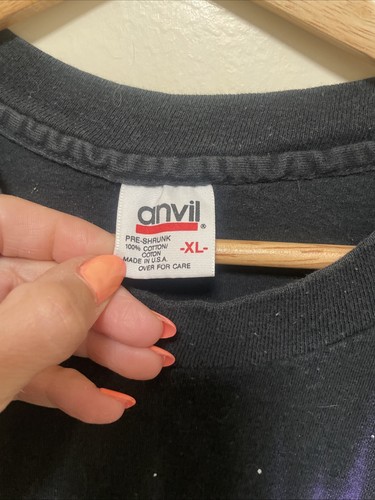 anvil®
PRE-SHRUNK
100% COTTON/
COTON
-XL-
MADE IN U.S.A.
OVER FOR CARE